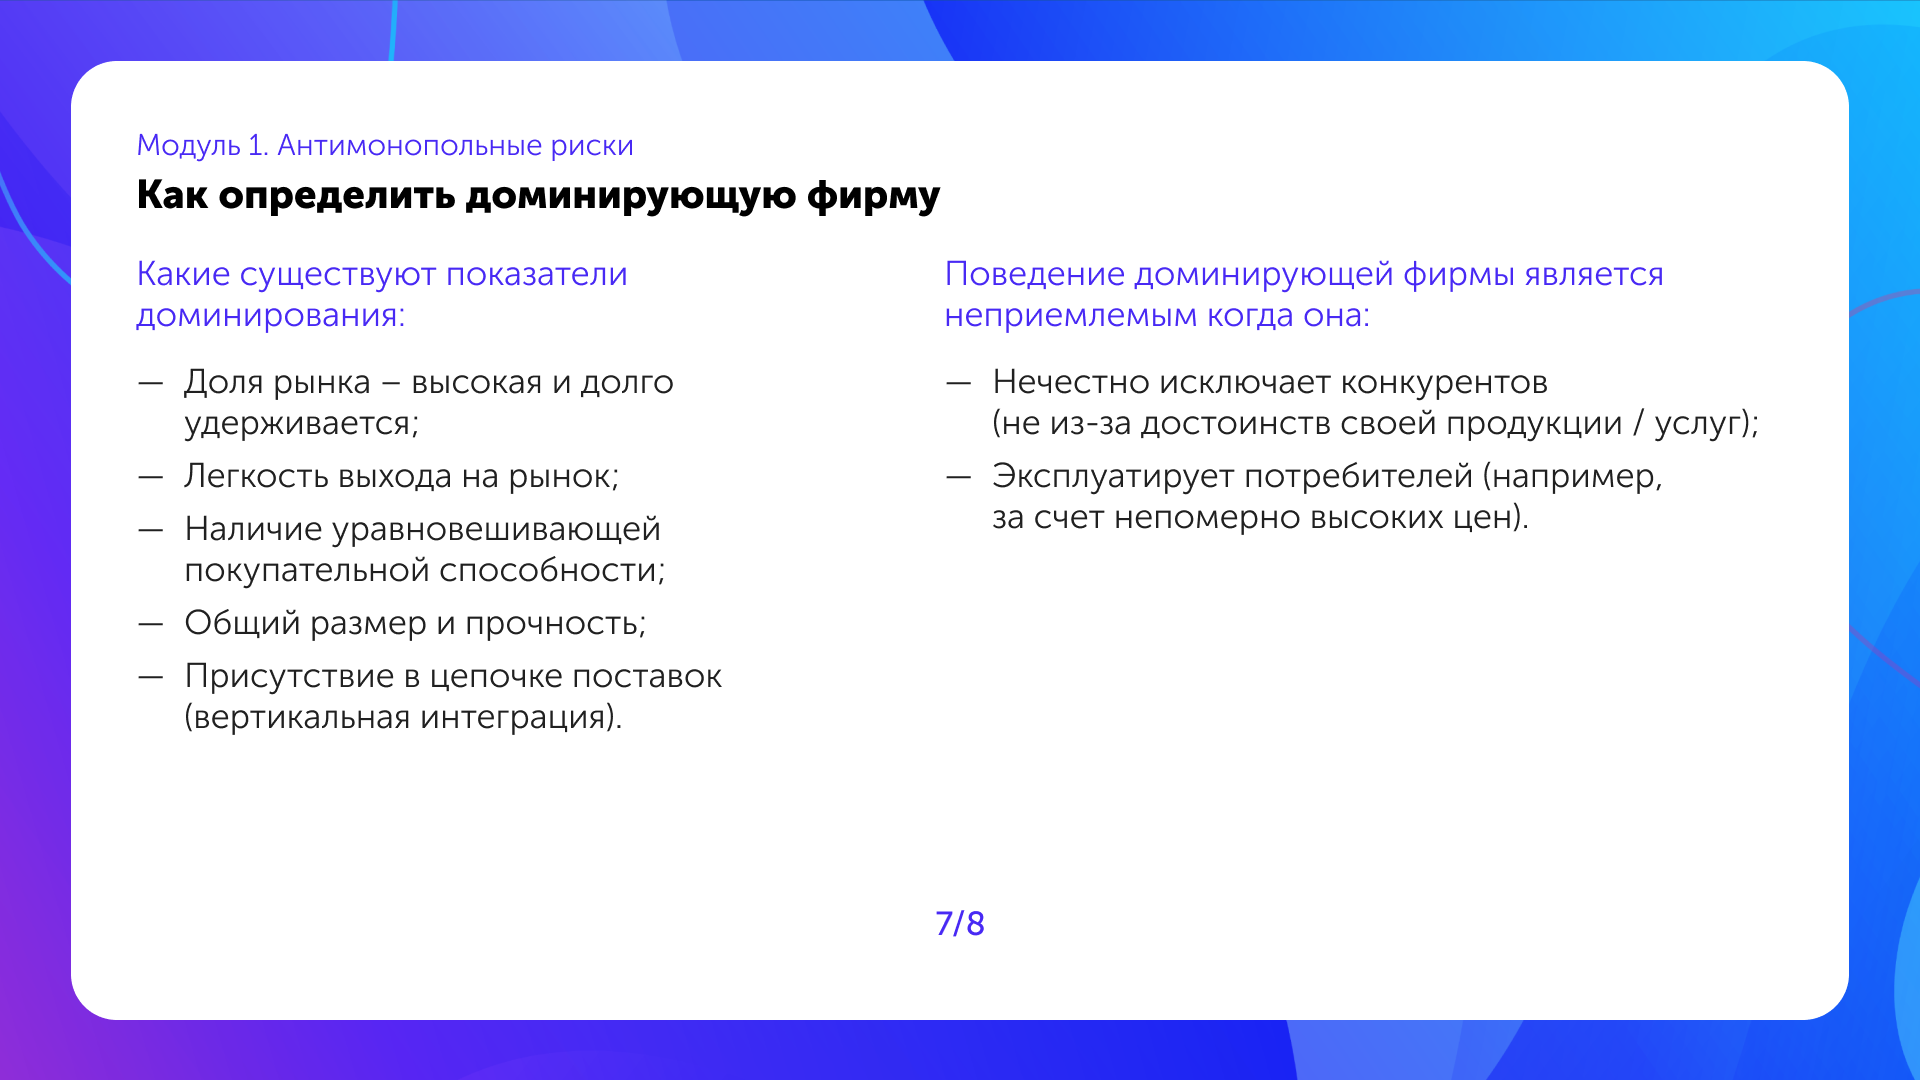 Модуль 1. Антимонопольные риски
Как определить доминирующую фирму
Какие существуют показатели
доминирования:
— Доля рынка – высокая и долго
удерживается;
— Легкость выхода на рынок;
— Наличие уравновешивающей
покупательной способности;
— Общий размер и прочность;
— Присутствие в цепочке поставок
(вертикальная интеграция).
Поведение доминирующей фирмы является
неприемлемым когда она:
— Нечестно исключает конкурентов
(не из-за достоинств своей продукции / услуг);
— Эксплуатирует потребителей (например,
за счет непомерно высоких цен).
7/8